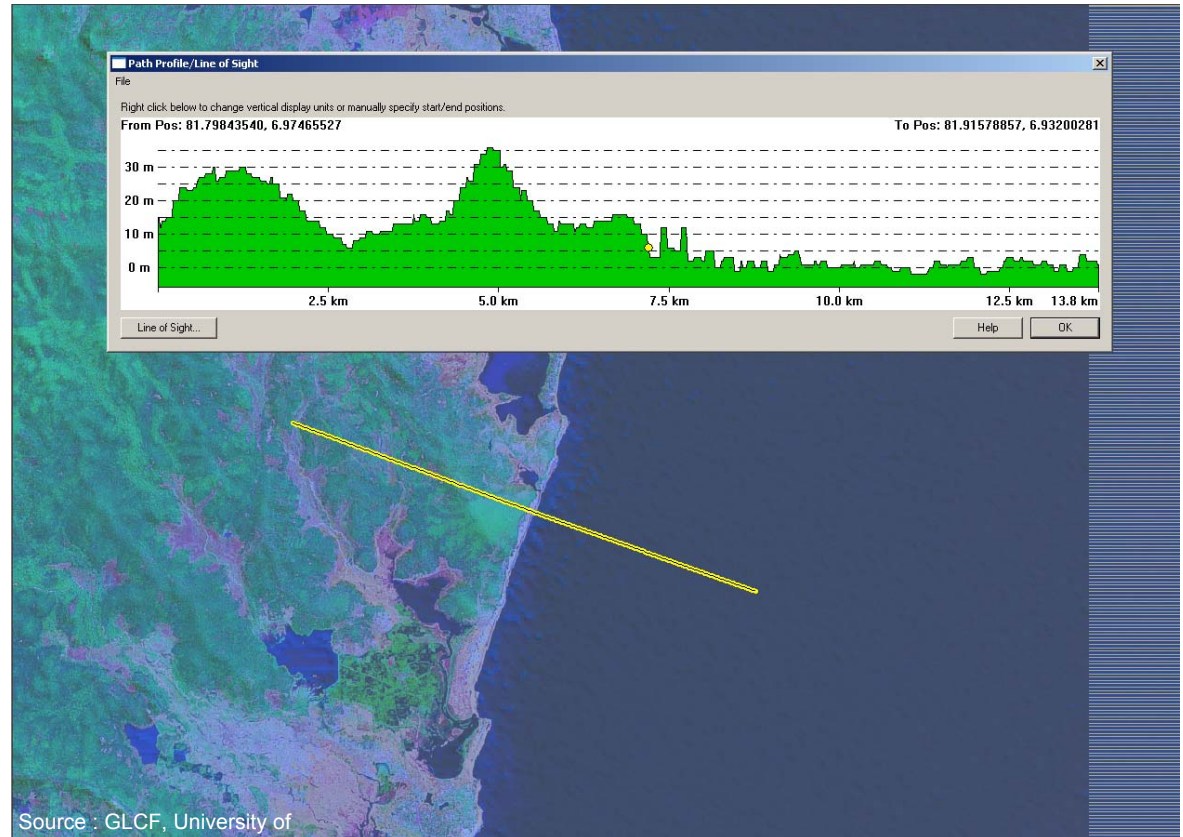 Path Profile/Line of Sight
File
Right click below to change vertical display units or manually specify start/end positions.
From Pos: 81.79843540, 6.97465527 To Pos: 81.91578857, 6.93200281
30 m
20 m
10 m
0 m
2.5 km 5.0 km 7.5 km 10.0 km 12.5 km 13.8 km
Line of Sight... Help OK
Source : GLCF, University of